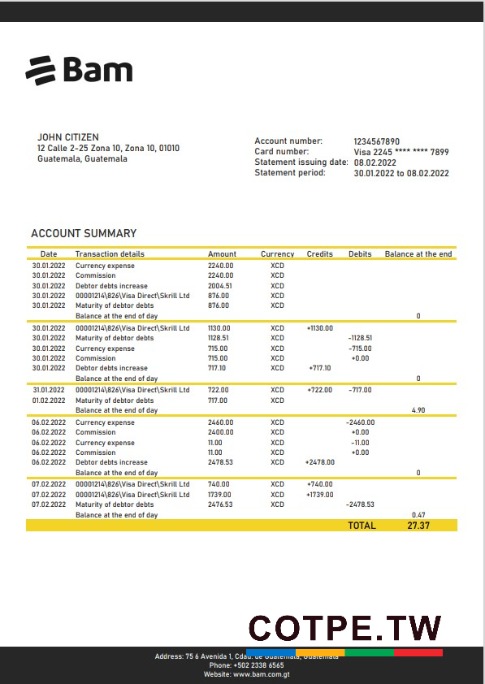 Bam
JOHN CITIZEN
12 Calle 2-25 Zona 10, Zona 10, 01010
Guatemala, Guatemala
Account number: 1234567890
Card number: Visa 2245 **** **** 7899
Statement issuing date: 08.02.2022
Statement period: 30.01.2022 to 08.02.2022
ACCOUNT SUMMARY
Date Transaction details Amount Currency Credits Debits Balance at the end
30.01.2022 Currency expense 2240.00 XCD
30.01.2022 Commission 2240.00 XCD
30.01.2022 Debtor debts increase 2004.51 XCD
30.01.2022 00001214\826\Visa Direct\Skrill Ltd 876.00 XCD
30.01.2022 Maturity of debtor debts 876.00 XCD
Balance at the end of day 0
30.01.2022 00001214\826\Visa Direct\Skrill Ltd 1130.00 XCD +1130.00
30.01.2022 Maturity of debtor debts 1128.51 XCD -1128.51
30.01.2022 Currency expense 715.00 XCD -715.00
30.01.2022 Commission 715.00 XCD +0.00
30.01.2022 Debtor debts increase 717.10 XCD +717.10
Balance at the end of day 0
31.01.2022 00001214\826\Visa Direct\Skrill Ltd 722.00 XCD +722.00 -717.00
01.02.2022 Maturity of debtor debts 717.00 XCD
Balance at the end of day 4.90
06.02.2022 Currency expense 2460.00 XCD -2460.00
06.02.2022 Commission 2400.00 XCD +0.00
06.02.2022 Currency expense 11.00 XCD -11.00
06.02.2022 Commission 11.00 XCD +0.00
06.02.2022 Debtor debts increase 2478.53 XCD +2478.00
Balance at the end of day 0
07.02.2022 00001214\826\Visa Direct\Skrill Ltd 740.00 XCD +740.00
07.02.2022 00001214\826\Visa Direct\Skrill Ltd 1739.00 XCD +1739.00
07.02.2022 Maturity of debtor debts 2476.53 XCD -2478.53
Balance at the end of day 0.47
TOTAL 27.37
COTPE.TW
Address: 75 6 Avenida 1, de Guatemala, Guatemala
Phone: +502 2338 6565
Website: www.bam.com.gt